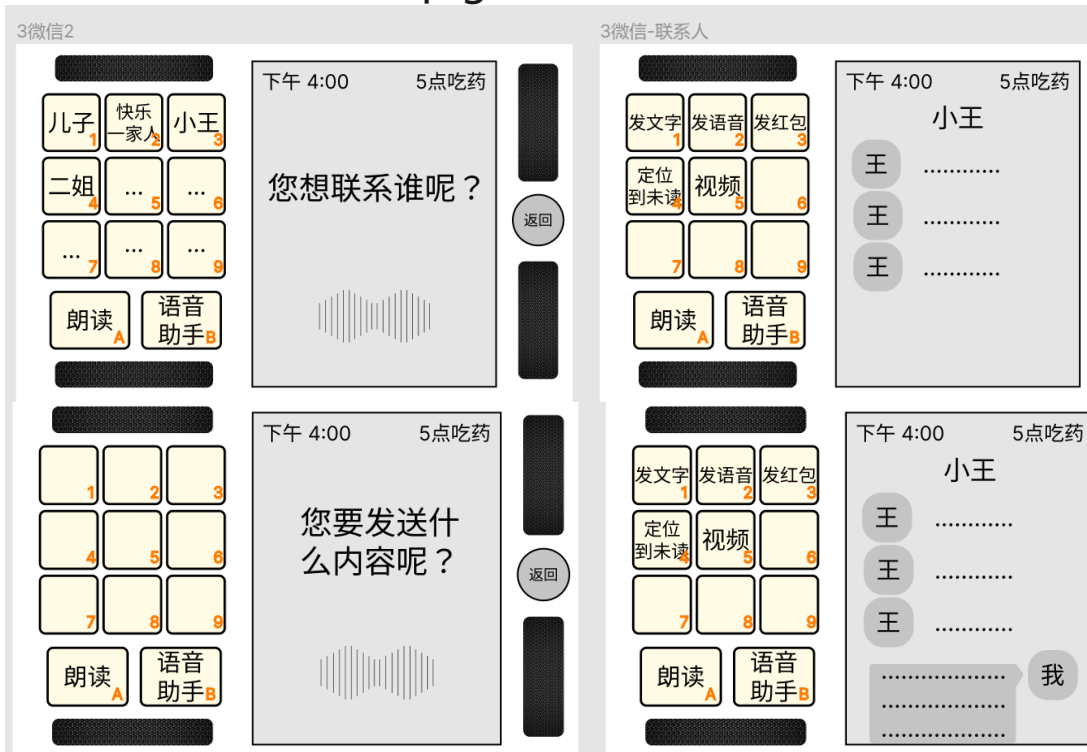 3微信2
儿子
1
快乐
一家人
2
小王
3
二姐
4
...
5
...
6
...
7
...
8
...
9
朗读
A
语音
助手
B
下午 4:00
5点吃药
您想联系谁呢？
返回
3微信-联系人
发文字
1
发语音
2
发红包
3
定位
到未读
4
视频
5
6
7
8
9
朗读
A
语音
助手
B
下午 4:00
5点吃药
小王
王
............
王
............
王
............
1
2
3
4
5
6
7
8
9
朗读
A
语音
助手
B
下午 4:00
5点吃药
您要发送什
么内容呢？
返回
发文字
1
发语音
2
发红包
3
定位
到未读
4
视频
5
6
7
8
9
朗读
A
语音
助手
B
下午 4:00
5点吃药
小王
王
............
王
............
王
............
...................
我
...................
...................